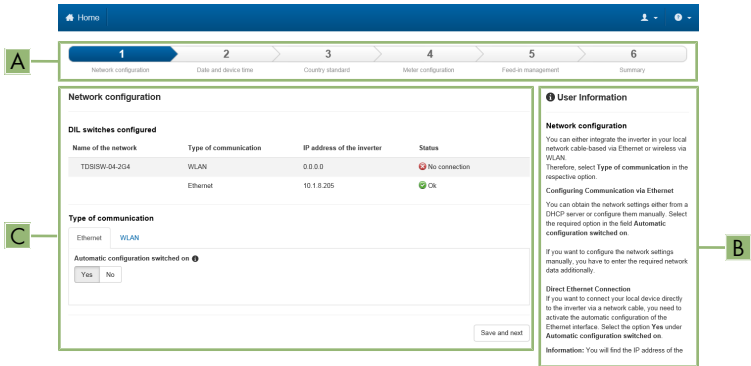 Home
A
1 2 3 4 5 6
Network configuration Date and device time Country standard Meter configuration Feed-in management Summary
Network configuration
DIL switches configured
Name of the network Type of communication IP address of the inverter Status
TDSISW-04-2G4 WLAN 0.0.0.0 No connection
Ethernet 10.1.8.205 Ok
C
Type of communication
Ethernet WLAN
Automatic configuration switched on
Yes No
Save and next
User Information
Network configuration
You can either integrate the inverter in your local
network cable-based via Ethernet or wireless via
WLAN.
Therefore, select Type of communication in the
respective option.
Configuring Communication via Ethernet
You can obtain the network settings either from a
DHCP server or configure them manually. Select
the required option in the field Automatic
configuration switched on.
B
If you want to configure the network settings
manually, you have to enter the required network
data additionally.
Direct Ethernet Connection
If you want to connect your local device directly
to the inverter via a network cable, you need to
activate the automatic configuration of the
Ethernet interface. Select the option Yes under
Automatic configuration switched on.
Information: You will find the IP address of the